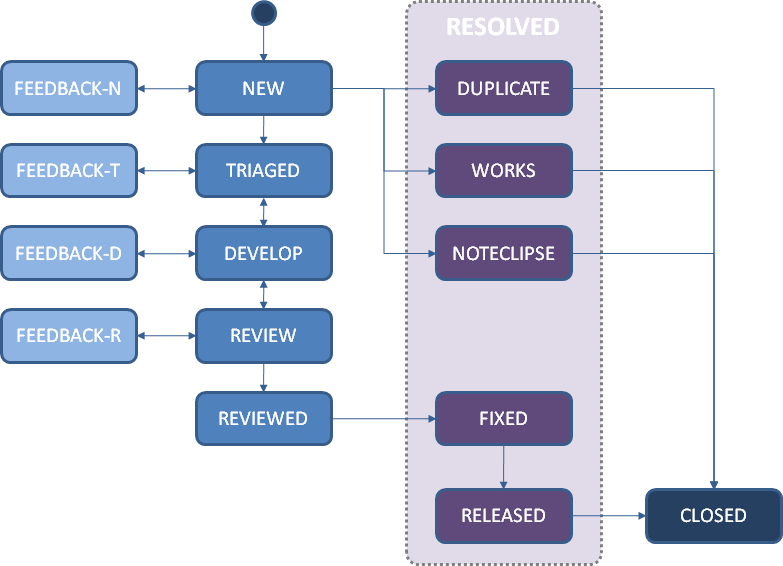 RESOLVED
FEEDBACK-N
NEW
DUPLICATE
FEEDBACK-T
TRIAGED
WORKS
FEEDBACK-D
DEVELOP
NOTECLIPSE
FEEDBACK-R
REVIEW
REVIEWED
FIXED
RELEASED
CLOSED